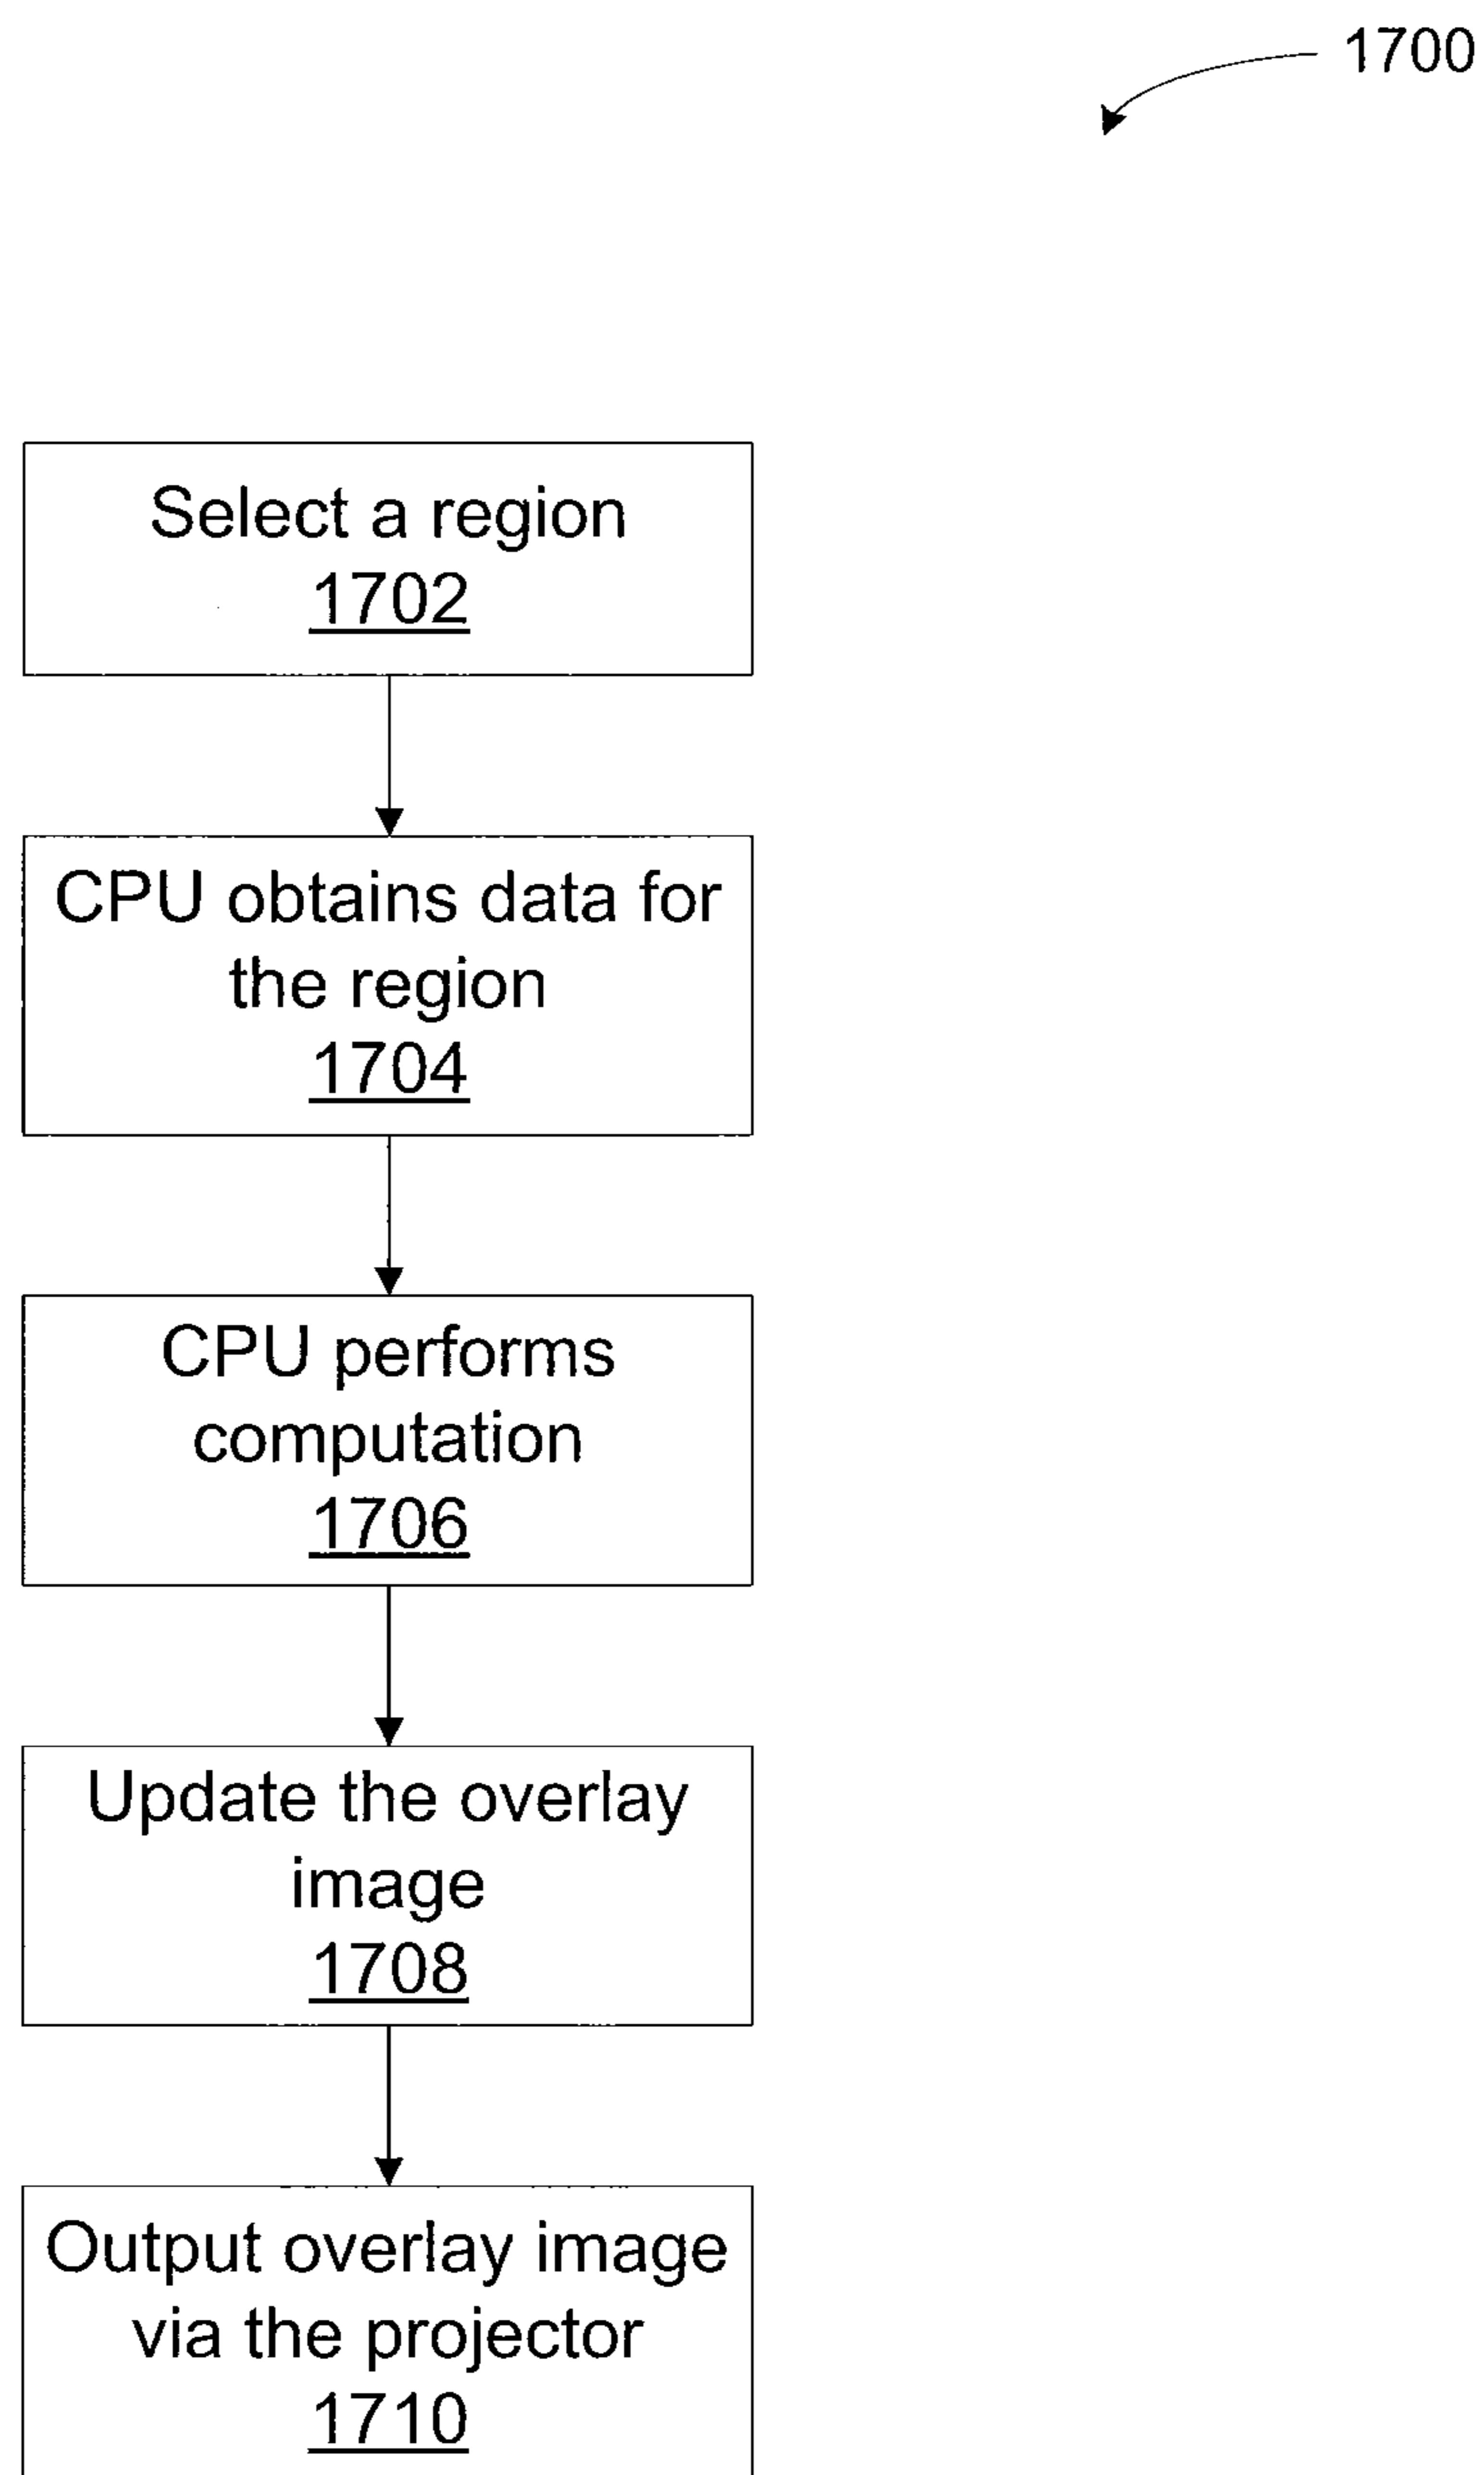 1700
Select a region
1702
CPU obtains data for
the region
1704
CPU performs
computation
1706
Update the overlay
image
1708
Output overlay image
via the projector
1710